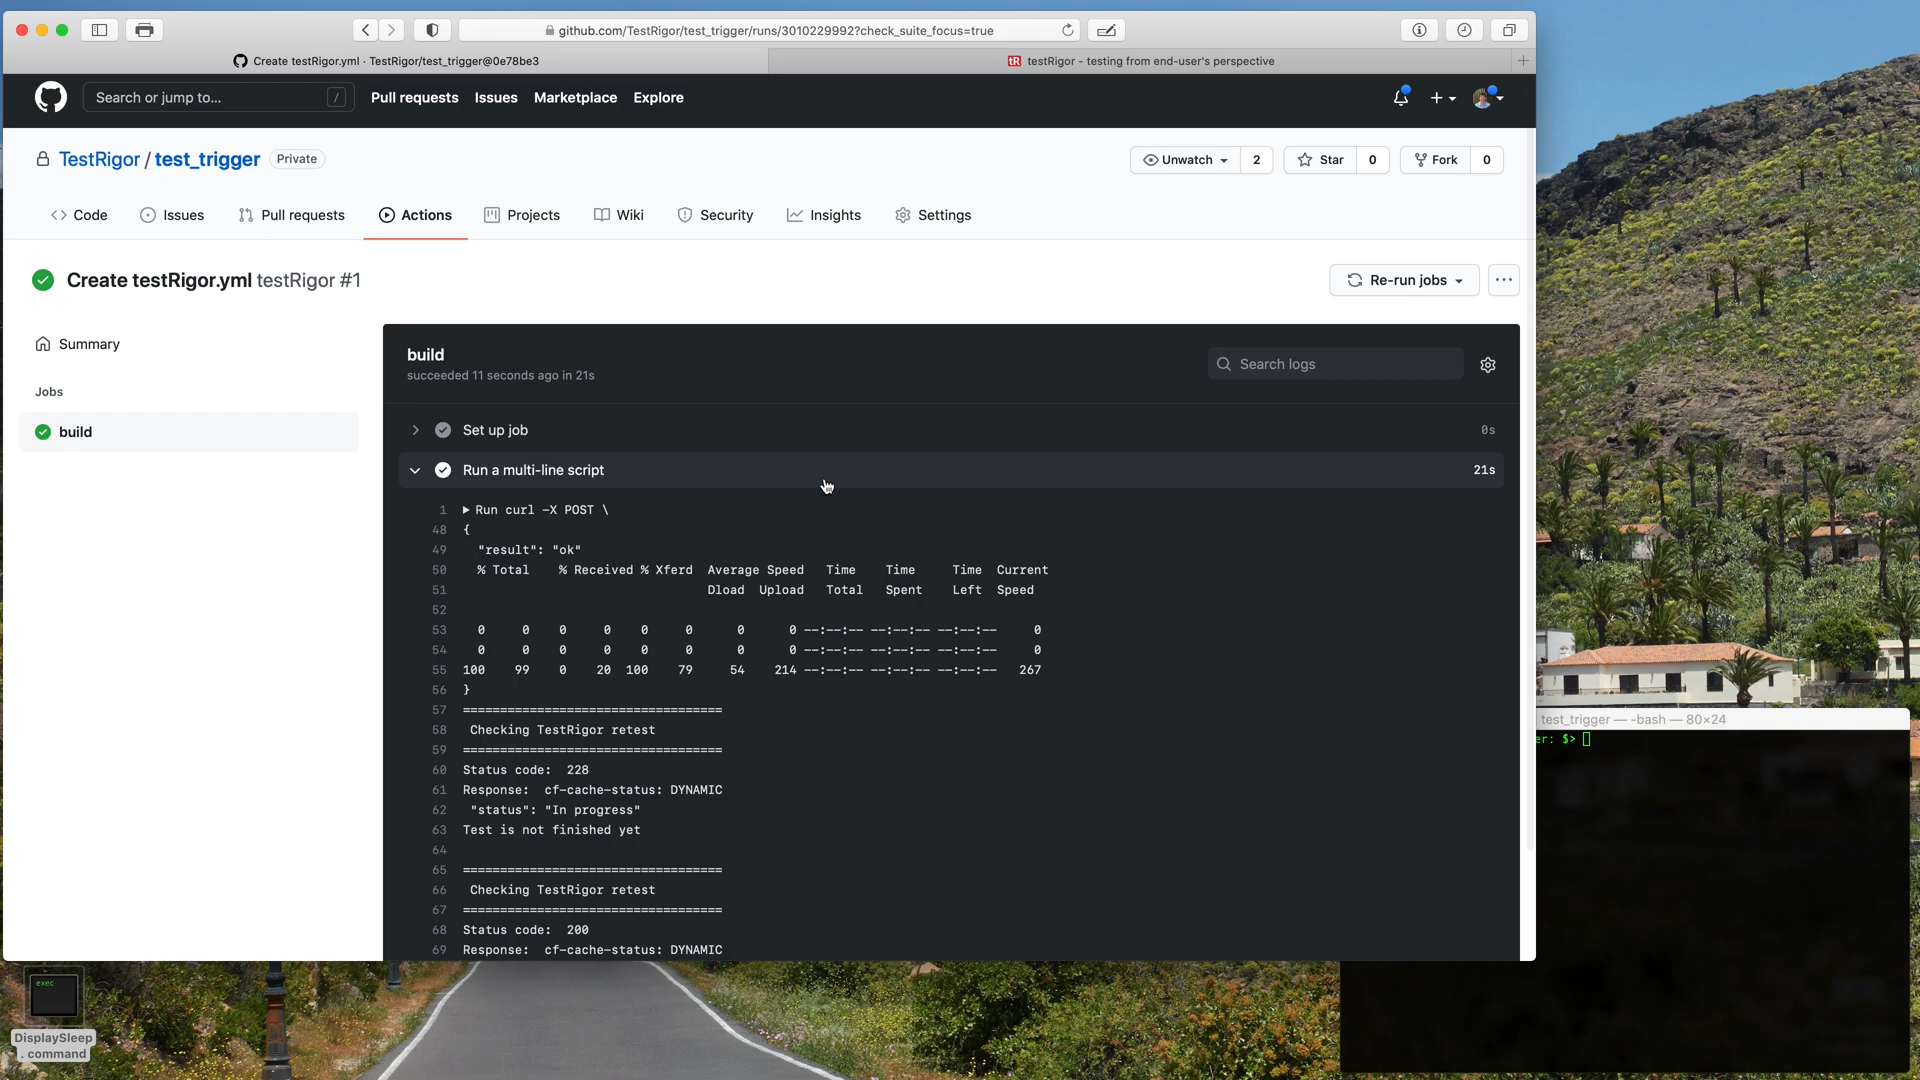 github.com/TestRigor/test_trigger/runs/3010229992?check_suite_focus=true
Create testRigor.yml · TestRigor/test_trigger@0e78be3
tR testRigor - testing from end-user's perspective
Search or jump to... /
Pull requests Issues Marketplace Explore
TestRigor / test_trigger Private
Unwatch 2 Star 0 Fork 0
Code Issues Pull requests Actions Projects Wiki Security Insights Settings
Create testRigor.yml testRigor #1
Re-run jobs
Summary
Jobs
build
build
succeeded 11 seconds ago in 21s
Search logs
Set up job 0s
Run a multi-line script 21s
1 Run curl -X POST \
48 {
49 "result": "ok"
50 % Total % Received % Xferd Average Speed Time Time Time Current
51 Dload Upload Total Spent Left Speed
52
53 0 0 0 0 0 0 0 0 --:--:-- --:--:-- --:--:-- 0
54 0 0 0 0 0 0 0 0 --:--:-- --:--:-- --:--:-- 0
55 100 99 0 20 100 79 54 214 --:--:-- --:--:-- --:--:-- 267
56 }
57 ===================================
58 Checking TestRigor retest
59 ===================================
60 Status code: 228
61 Response: cf-cache-status: DYNAMIC
62 "status": "In progress"
63 Test is not finished yet
64
65 ===================================
66 Checking TestRigor retest
67 ===================================
68 Status code: 200
69 Response: cf-cache-status: DYNAMIC
test_trigger — -bash — 80×24
er: $>
exec
DisplaySleep
.command